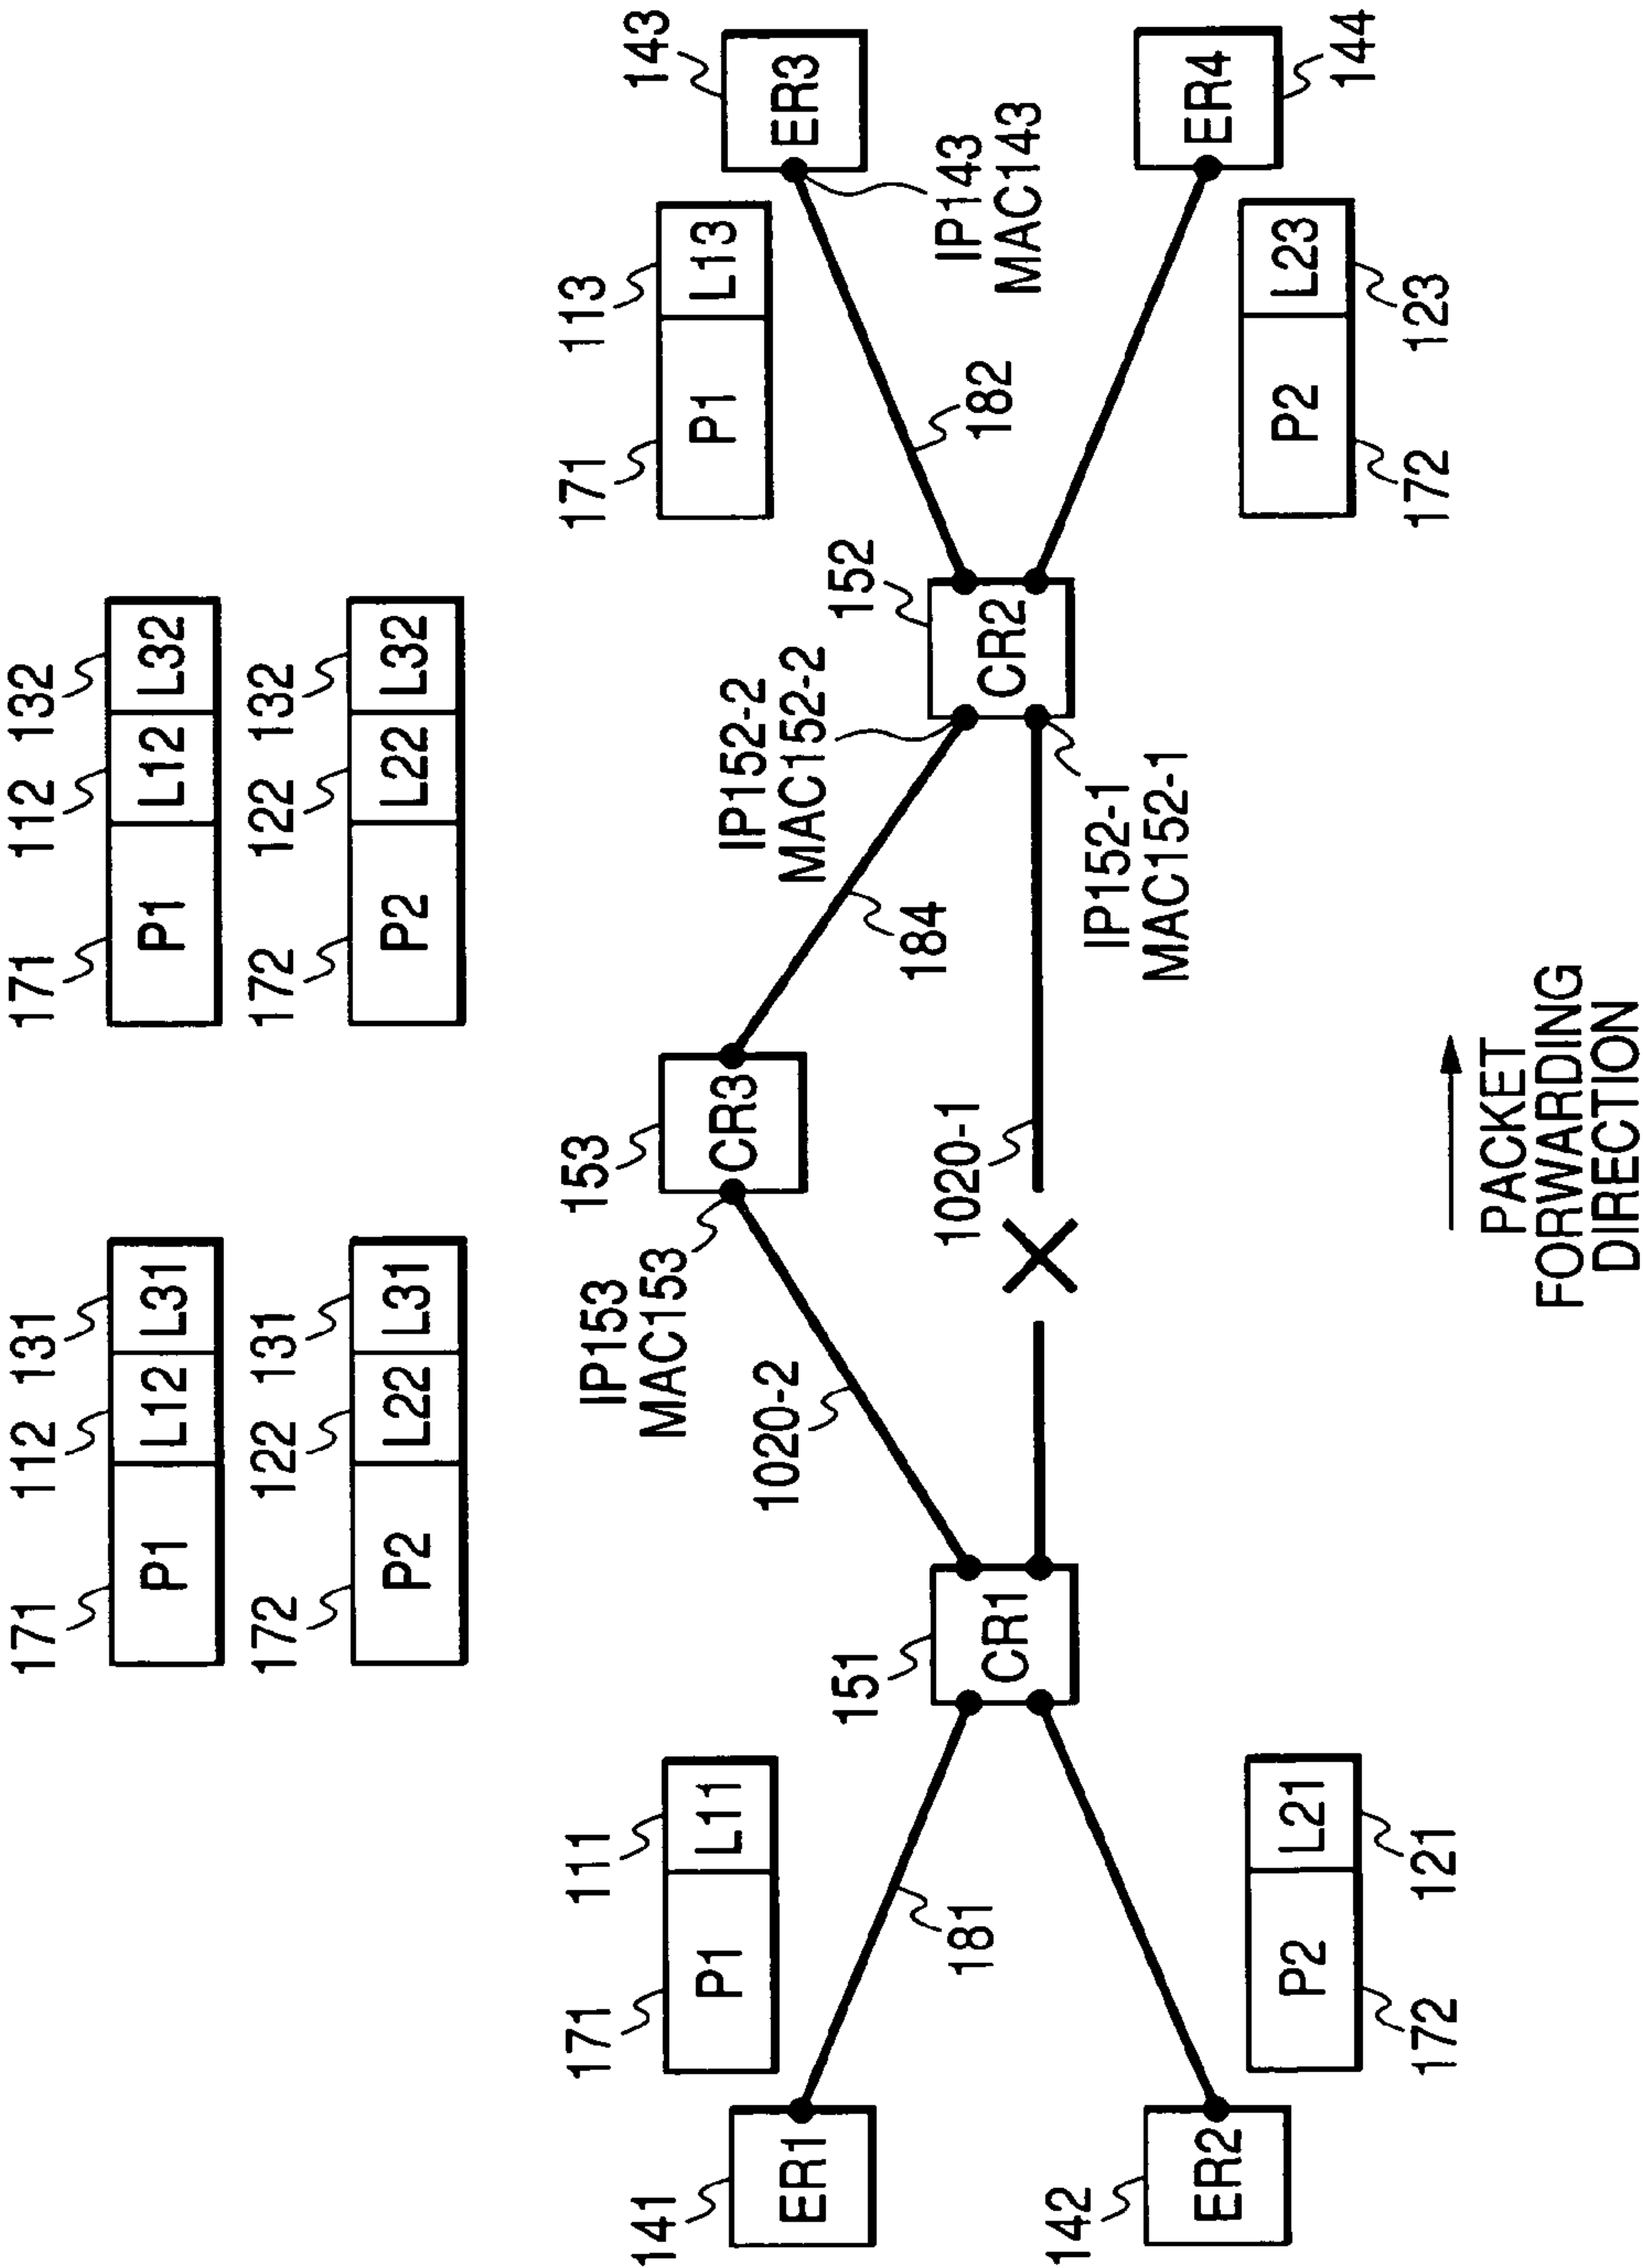 171 112 131
P1 L12 L31
172 122 131
P2 L22 L31
171 112 132
P1 L12 L32
172 122 132
P2 L22 L32
171 111
P1 L11
141
ER1
181
142
ER2
P2 L21
172 121
151
CR1
1020-2
IP153
MAC153
153
CR3
1020-1
184
IP152-2
MAC152-2
152
CR2
IP152-1
MAC152-1
171 113
P1 L13
182
143
ER3
IP143
MAC143
ER4
144
P2 L23
172 123
PACKET
FORWARDING
DIRECTION